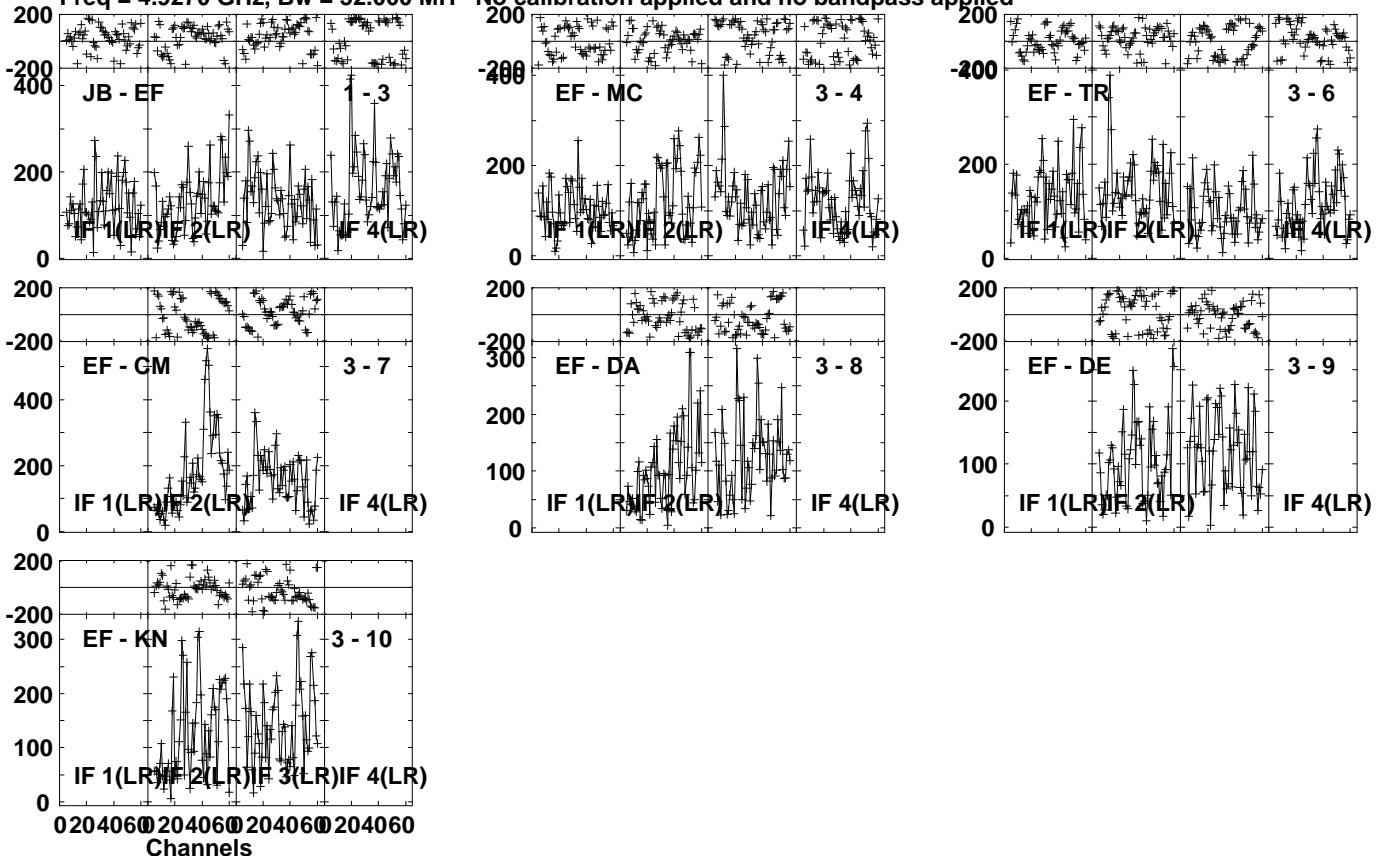 Freq = 4.9270 GHz, Bw = 32.000 MH No calibration applied and no bandpass applied
200
-200
400
JB - EF 1 - 3
200
0
IF 1(LR) IF 2(LR) IF 4(LR)
200
-200
400
EF - MC 3 - 4
200
0
IF 1(LR) IF 2(LR) IF 4(LR)
200
-200
400
EF - TR 3 - 6
200
0
IF 1(LR) IF 2(LR) IF 4(LR)
200
-200
EF - CM 3 - 7
400
200
0
IF 1(LR) IF 2(LR) IF 4(LR)
200
-200
300
EF - DA 3 - 8
200
100
0
IF 1(LR) IF 2(LR) IF 4(LR)
200
-200
EF - DE 3 - 9
200
100
0
IF 1(LR) IF 2(LR) IF 4(LR)
200
-200
300
EF - KN 3 - 10
200
100
0
IF 1(LR) IF 2(LR) IF 3(LR) IF 4(LR)
0 20 40 60 0 20 40 60 0 20 40 60 0 20 40 60
Channels